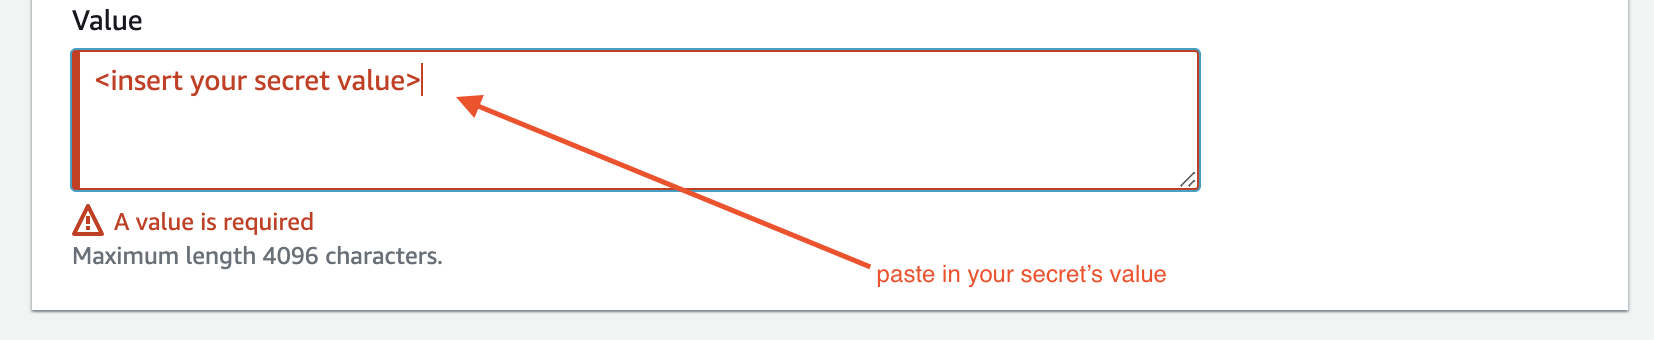 Value
<insert your secret value>
A value is required
Maximum length 4096 characters.
paste in your secret’s value